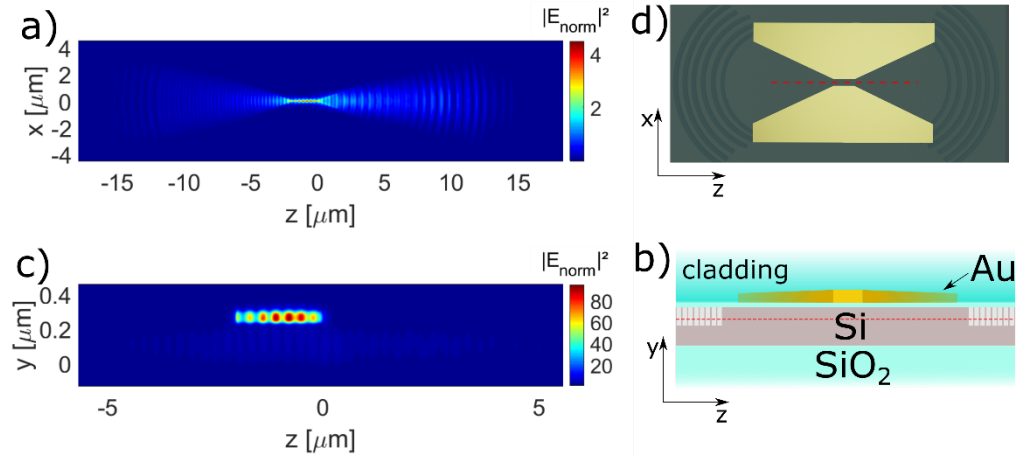 a)
|E_norm|²
4
2
0
-2
-4
x [μm]
4
2
-15 -10 -5 0 5 10 15
z [μm]
d)
x
z
c)
|E_norm|²
0.4
0.2
0
y [μm]
80
60
40
20
-5 0 5
z [μm]
b)
cladding
Au
Si
SiO₂
y
z